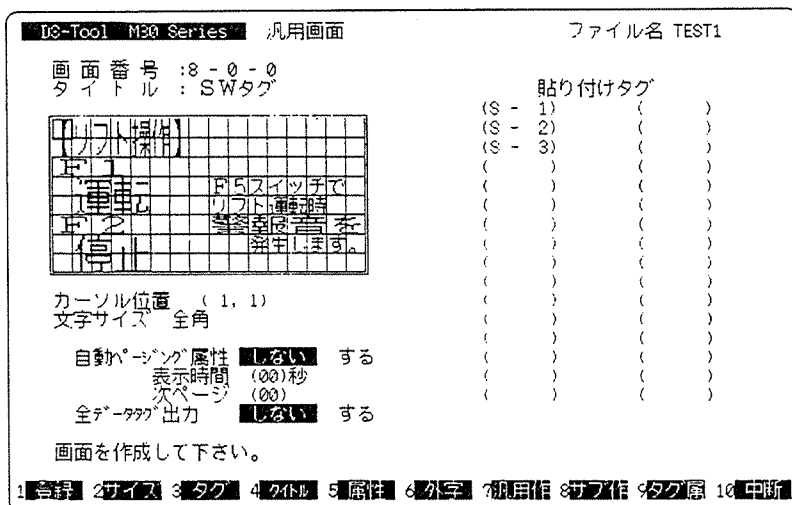 DS-Tool M30 Series 汎用画面 ファイル名 TEST1
画面番号 :8-0-0
タイトル : SWタグ
貼り付けタグ
(S - 1) ( )
(S - 2) ( )
(S - 3) ( )
( ) ( )
( ) ( )
( ) ( )
( ) ( )
( ) ( )
( ) ( )
( ) ( )
( ) ( )
( ) ( )
( ) ( )
( ) ( )
( ) ( )
( ) ( )
【リフト操作】
F1
運転
F2
停止
F5スイッチで
リフト運転時
警報音を
発生します。
カーソル位置 ( 1, 1)
文字サイズ 全角
自動ページング属性 しない する
表示時間 (00)秒
次ページ (00)
全データタグ出力 しない する
画面を作成して下さい。
1 登録 2サイズ 3 タグ 4 タイトル 5 属性 6 外字 7汎用作 8サブ作 9タグ属 10 中断